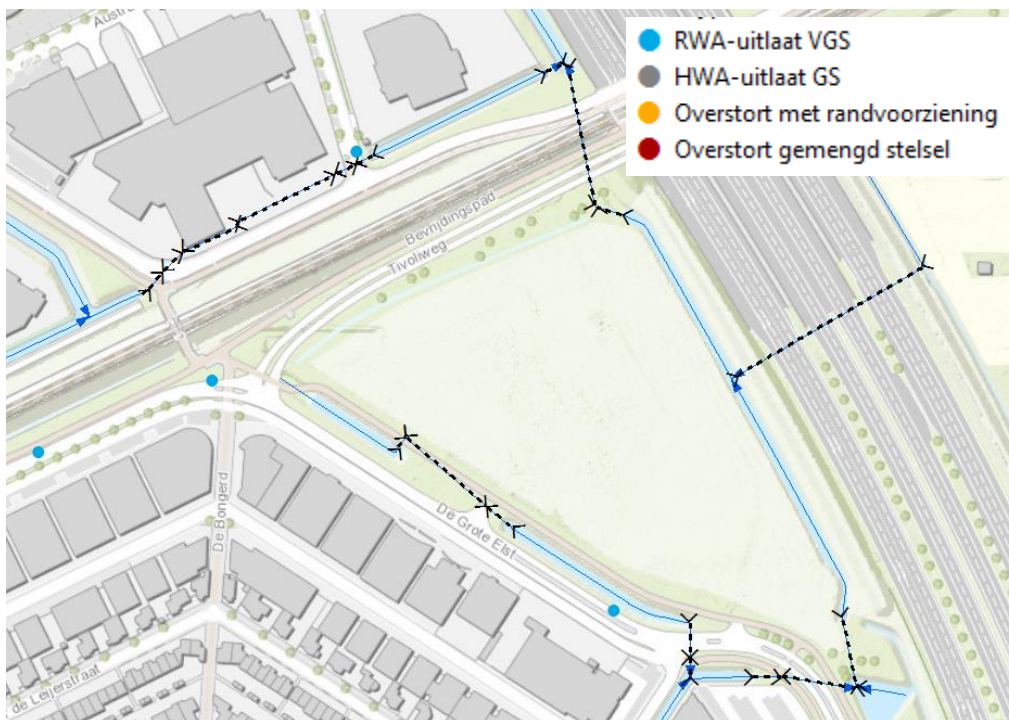 Austra
RWA-uitlaat VGS
HWA-uitlaat GS
Overstort met randvoorziening
Overstort gemengd stelsel
Bevrijdingspad
Tivoliweg
De Bongerd
De Grote Elst
de Leijerstraat